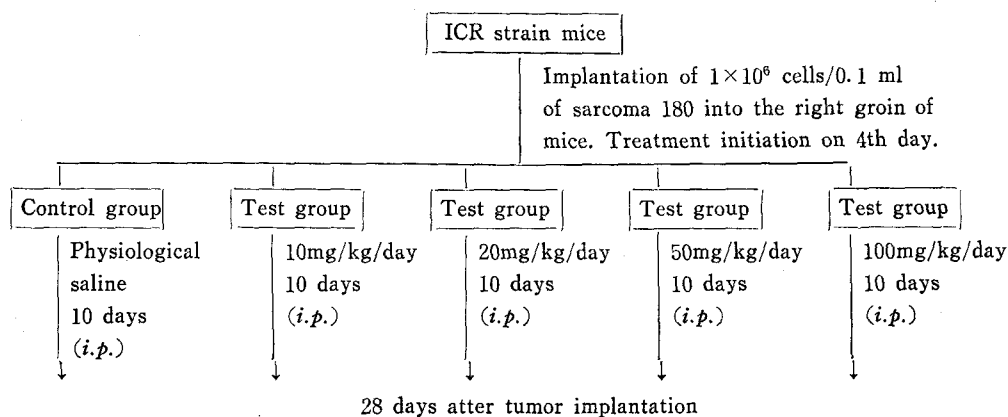 ICR strain mice
Implantation of 1×10⁶ cells/0.1 ml
of sarcoma 180 into the right groin of
mice. Treatment initiation on 4th day.
Control group
Physiological
saline
10 days
(i.p.)
Test group
10mg/kg/day
10 days
(i.p.)
Test group
20mg/kg/day
10 days
(i.p.)
Test group
50mg/kg/day
10 days
(i.p.)
Test group
100mg/kg/day
10 days
(i.p.)
28 days atter tumor implantation